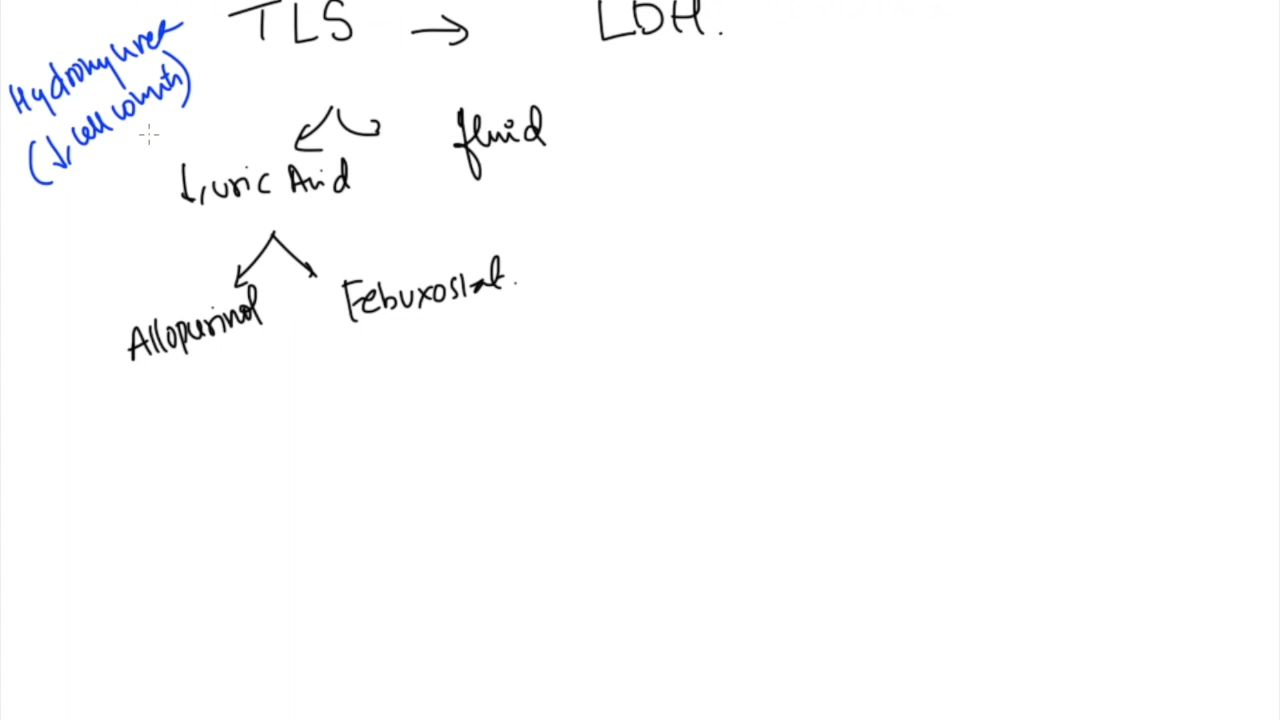 TLS → LDH.
Hydroxyurea
(↓ cell counts)
fluid
↓ uric Acid
Allopurinol
Febuxostat.